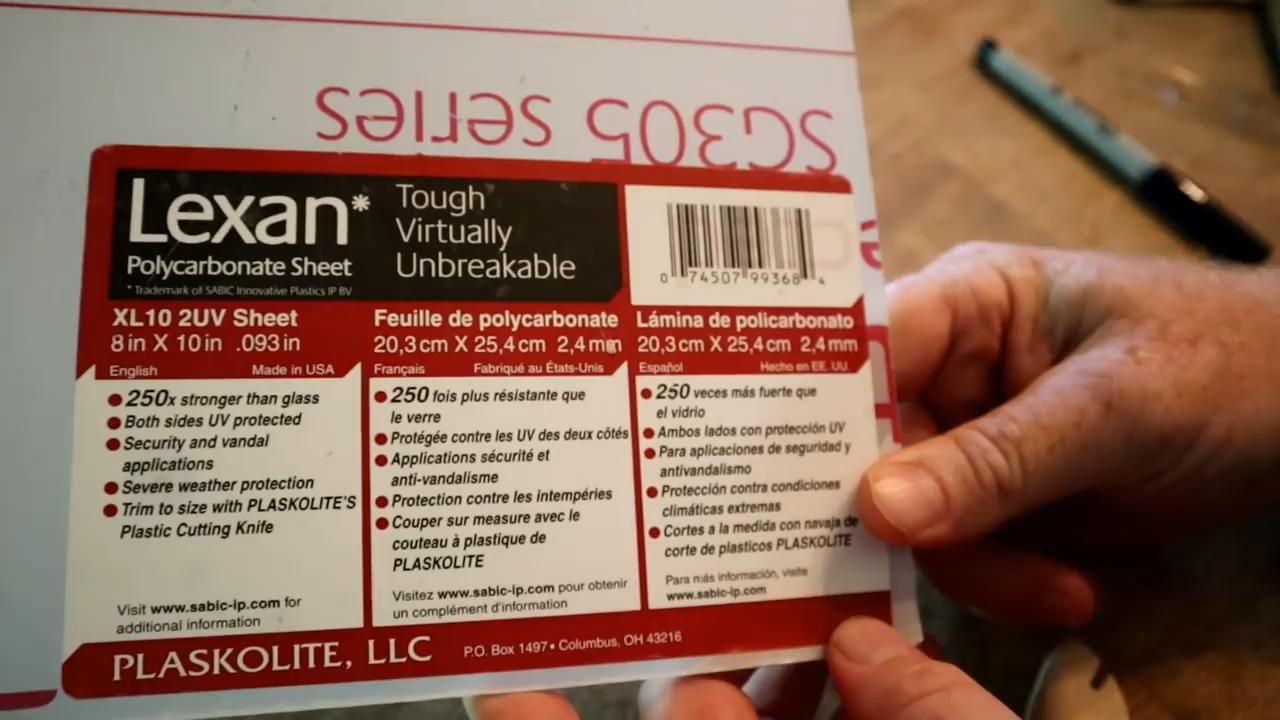 SG305 series
Lexan*
Polycarbonate Sheet
* Trademark of SABIC Innovative Plastics IP BV
Tough
Virtually
Unbreakable
0 74507 99368 4
XL10 2UV Sheet
8 in X 10 in .093 in
English Made in USA
250x stronger than glass
Both sides UV protected
Security and vandal
applications
Severe weather protection
Trim to size with PLASKOLITE'S
Plastic Cutting Knife
Visit www.sabic-ip.com for
additional information
Feuille de polycarbonate
20,3 cm X 25,4 cm 2,4 mm
Français Fabriqué au États-Unis
250 fois plus résistante que
le verre
Protégée contre les UV des deux côtés
Applications sécurité et
anti-vandalisme
Protection contre les intempéries
Couper sur measure avec le
couteau à plastique de
PLASKOLITE
Visitez www.sabic-ip.com pour obtenir
un complément d'information
Lámina de policarbonato
20,3 cm X 25,4 cm 2,4 mm
Español Hecho en EE. UU.
250 veces más fuerte que
el vidrio
Ambos lados con protección UV
Para aplicaciones de seguridad y
antivandalismo
Protección contra condiciones
climáticas extremas
Cortes a la medida con navaja de
corte de plasticos PLASKOLITE
Para más información, visite
www.sabic-ip.com
PLASKOLITE, LLC P.O. Box 1497 • Columbus, OH 43216